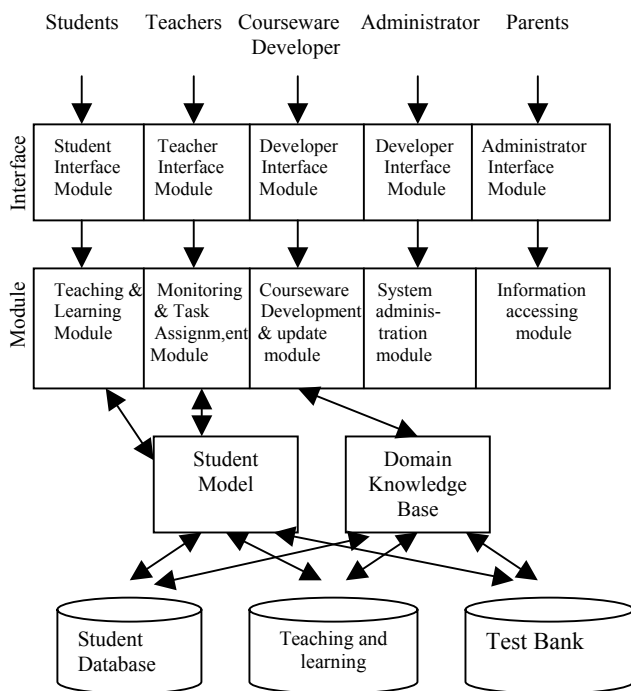 Students
Teachers
Courseware
Developer
Administrator
Parents
Interface
Student
Interface
Module
Teacher
Interface
Module
Developer
Interface
Module
Developer
Interface
Module
Administrator
Interface
Module
Module
Teaching &
Learning
Module
Monitoring
& Task
Assignm,ent
Module
Courseware
Development
& update
module
System
adminis-
tration
module
Information
accessing
module
Student
Model
Domain
Knowledge
Base
Student
Database
Teaching and
learning
Test Bank